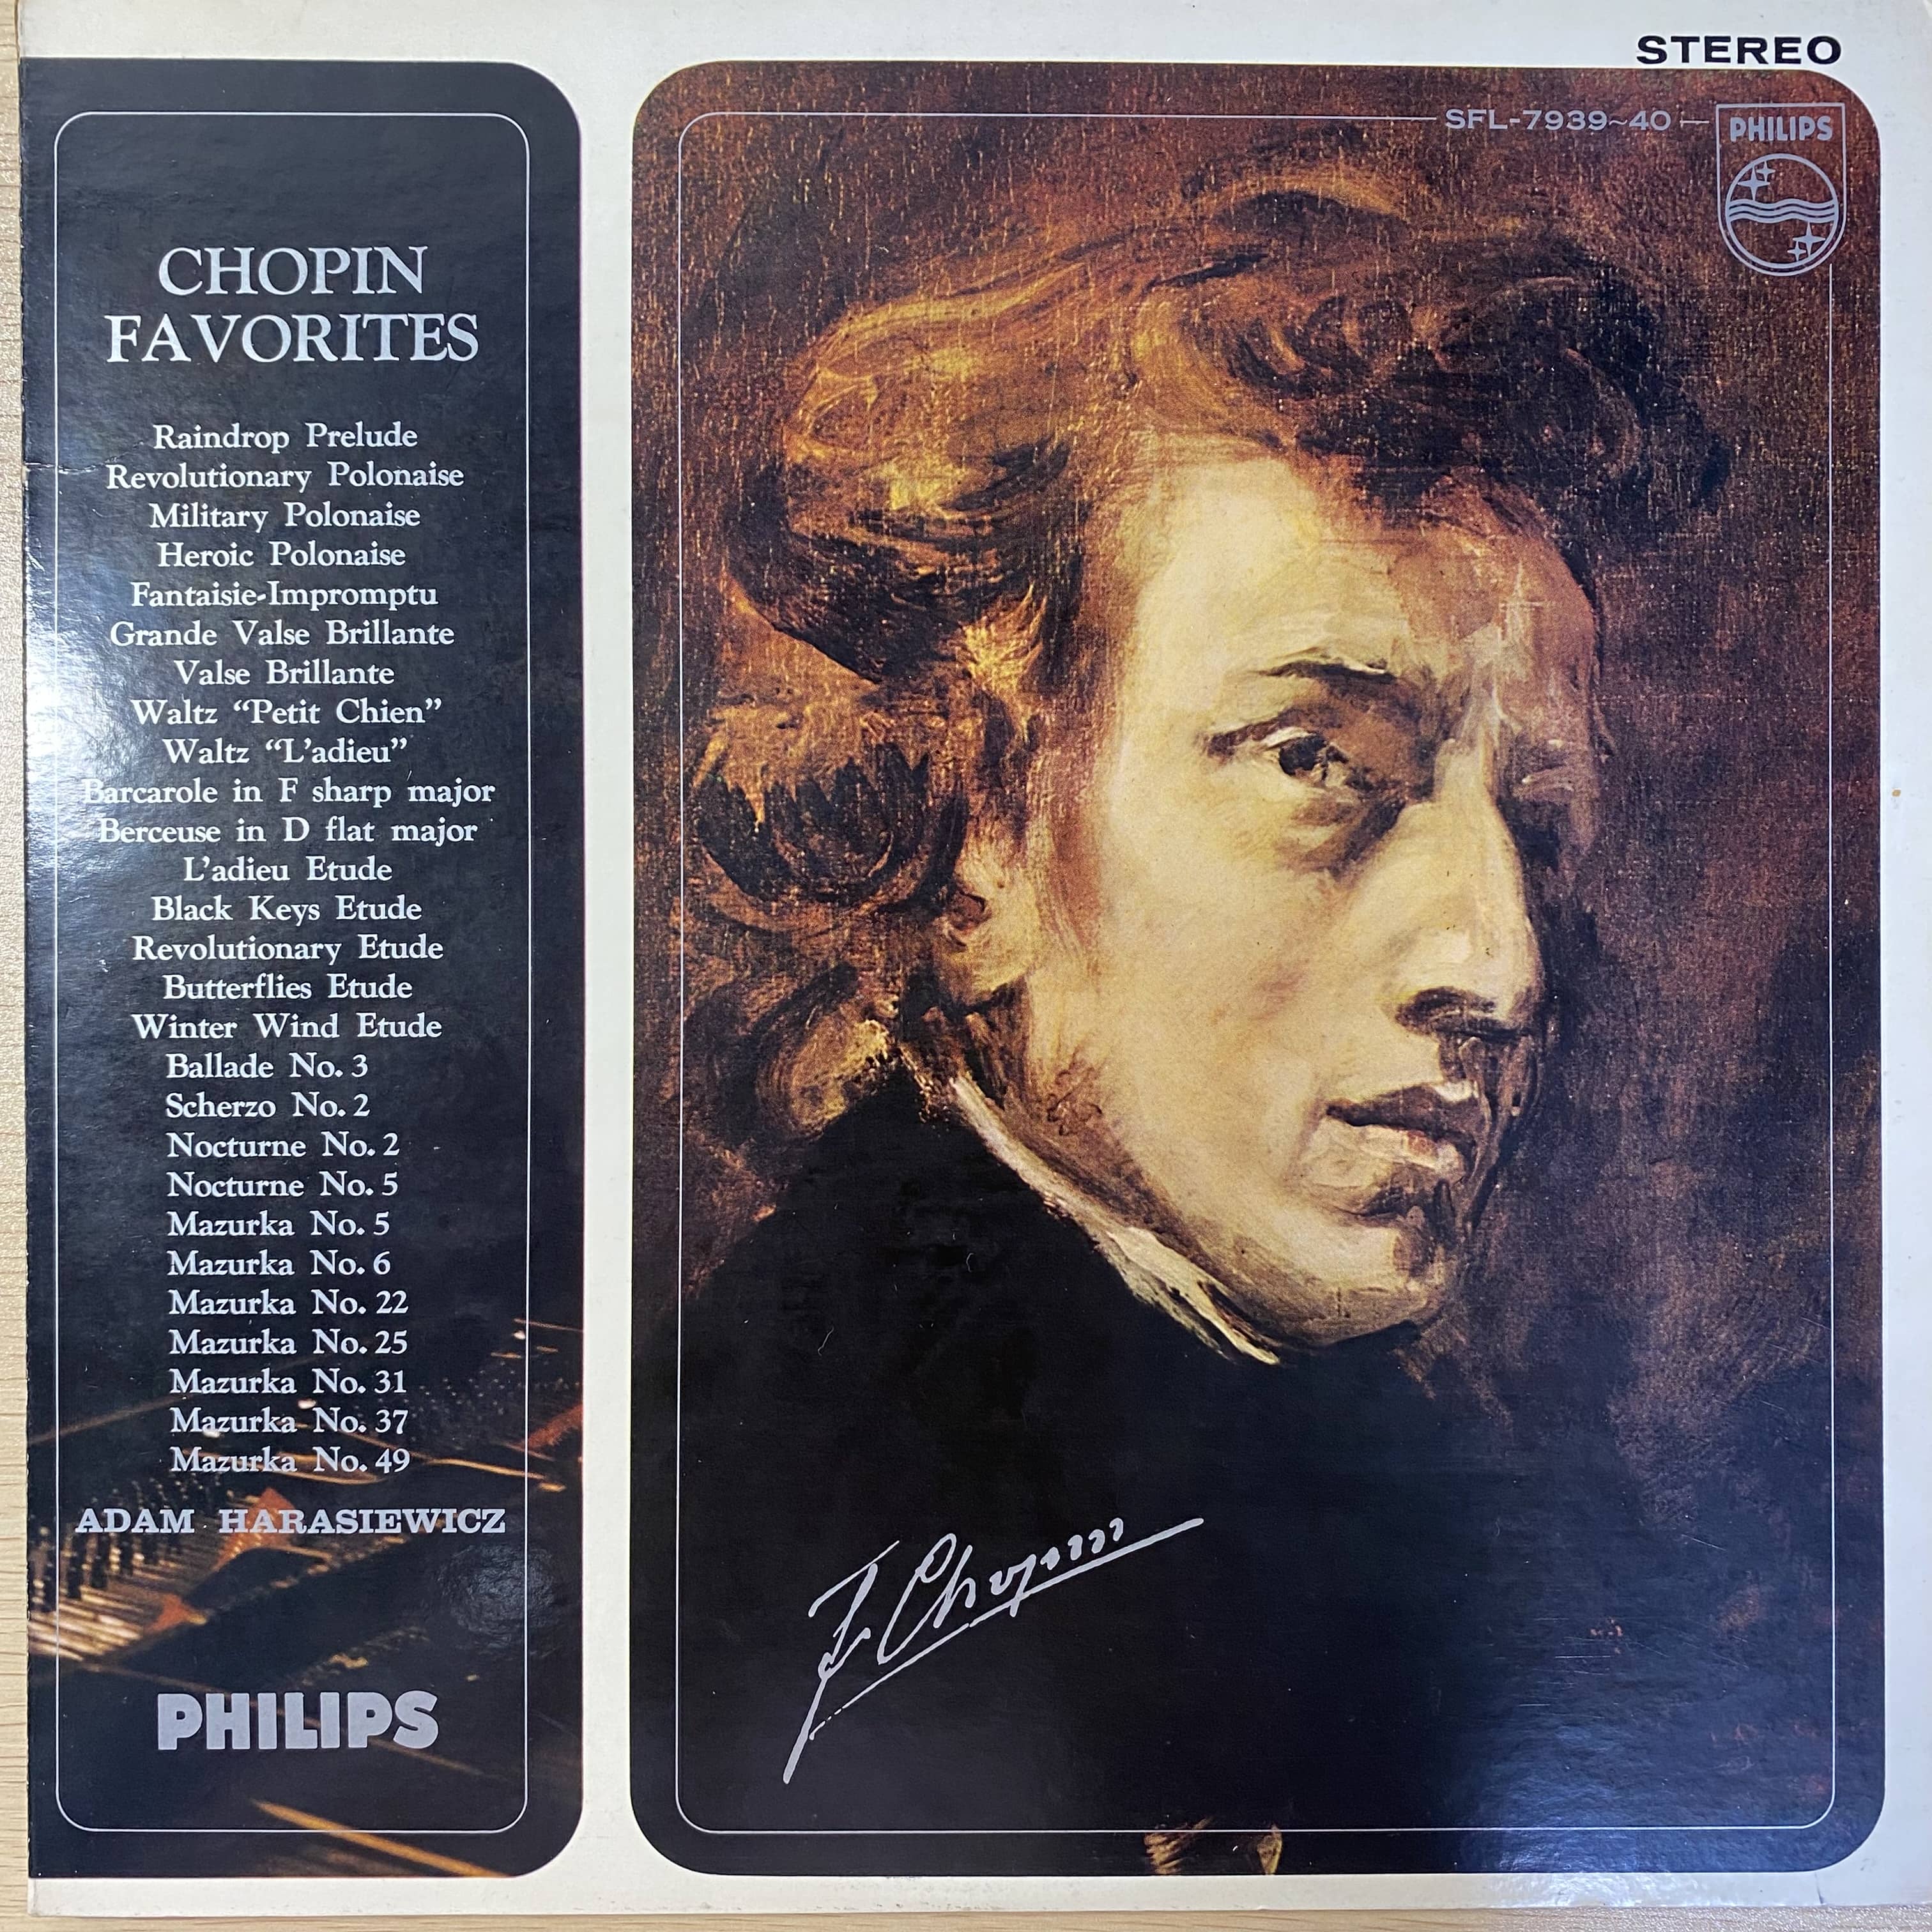 STEREO
SFL-7939~40
PHILIPS
CHOPIN
FAVORITES
Raindrop Prelude
Revolutionary Polonaise
Military Polonaise
Heroic Polonaise
Fantaisie-Impromptu
Grande Valse Brillante
Valse Brillante
Waltz “Petit Chien”
Waltz “L’adieu”
Barcarole in F sharp major
Berceuse in D flat major
L’adieu Etude
Black Keys Etude
Revolutionary Etude
Butterflies Etude
Winter Wind Etude
Ballade No. 3
Scherzo No. 2
Nocturne No. 2
Nocturne No. 5
Mazurka No. 5
Mazurka No. 6
Mazurka No. 22
Mazurka No. 25
Mazurka No. 31
Mazurka No. 37
Mazurka No. 49
ADAM HARASIEWICZ
PHILIPS
F Chopin